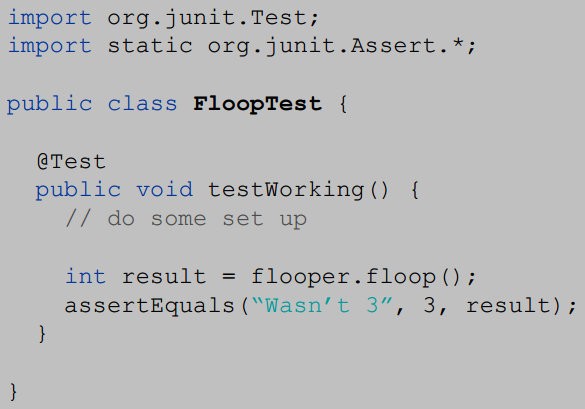 import org.junit.Test;
import static org.junit.Assert.*;
public class FloopTest {
@Test
public void testWorking() {
// do some set up
int result = flooper.floop();
assertEquals(“Wasn’t 3”, 3, result);
}
}